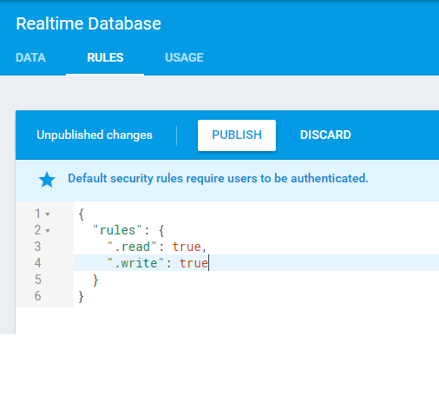 Realtime Database
DATA RULES USAGE
Unpublished changes PUBLISH DISCARD
Default security rules require users to be authenticated.
1 {
2 "rules": {
3 ".read": true,
4 ".write": true
5 }
6 }